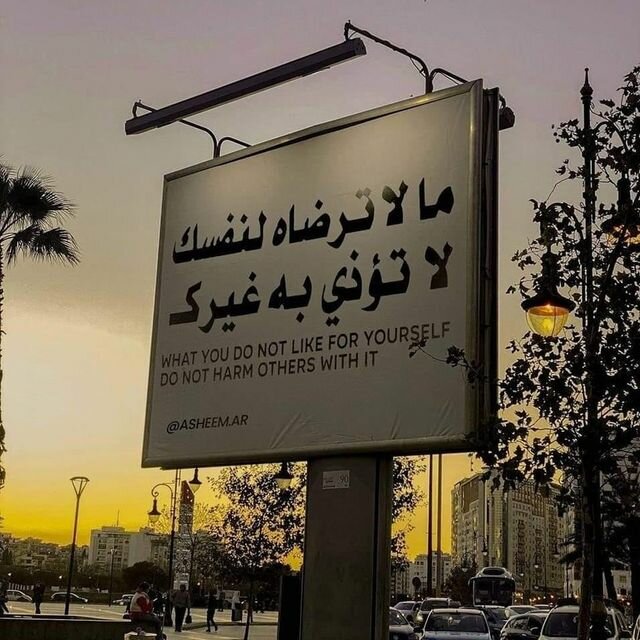 ما لا ترضاه لنفسك
لا تؤذي به غيرك
WHAT YOU DO NOT LIKE FOR YOURSELF
DO NOT HARM OTHERS WITH IT
@ASHEEM.AR
90